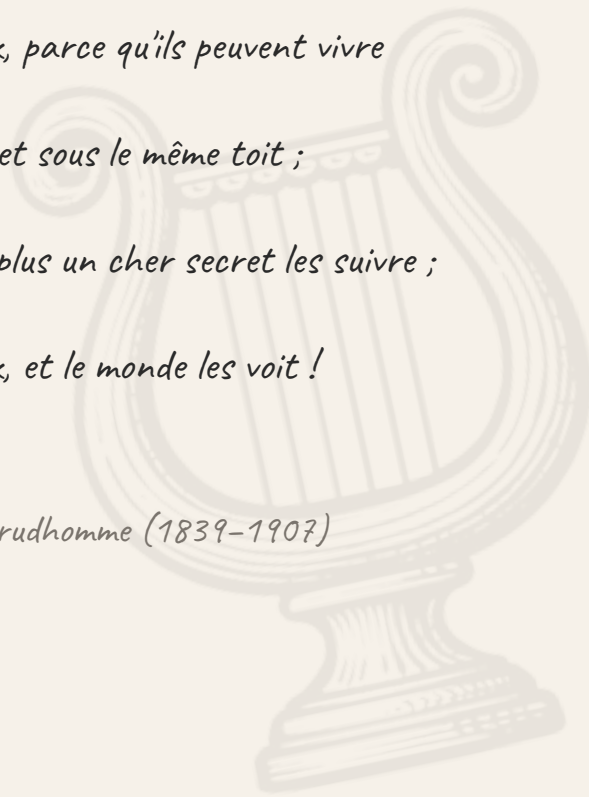 , parce qu'ils peuvent vivre
et sous le même toit ;
plus un cher secret les suivre ;
, et le monde les voit !
rudhomme (1839–1907)